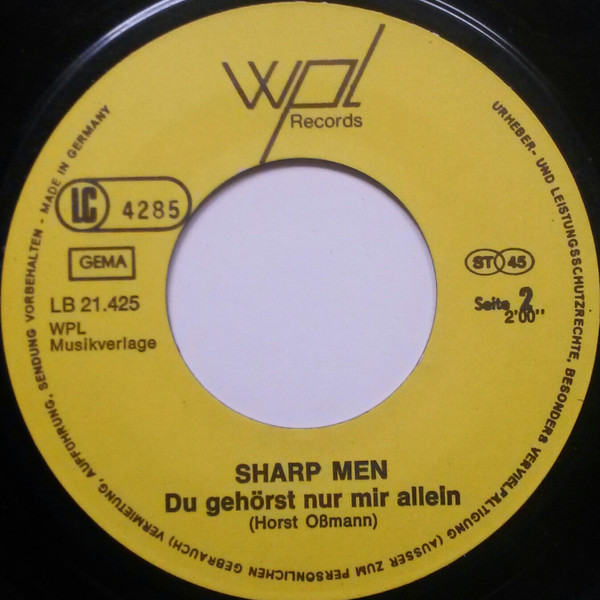 wpl
Records
LC 4285
GEMA
LB 21.425
WPL
Musikverlage
ST 45
Seite 2
2'00''
SHARP MEN
Du gehörst nur mir allein
(Horst Oßmann)
URHEBER- UND LEISTUNGSSCHUTZRECHTE, BESONDERS VERVIELFÄLTIGUNG (AUSSER ZUM PERSÖNLICHEN GEBRAUCH) VERMIETUNG, AUFFÜHRUNG, SENDUNG VORBEHALTEN - MADE IN GERMANY